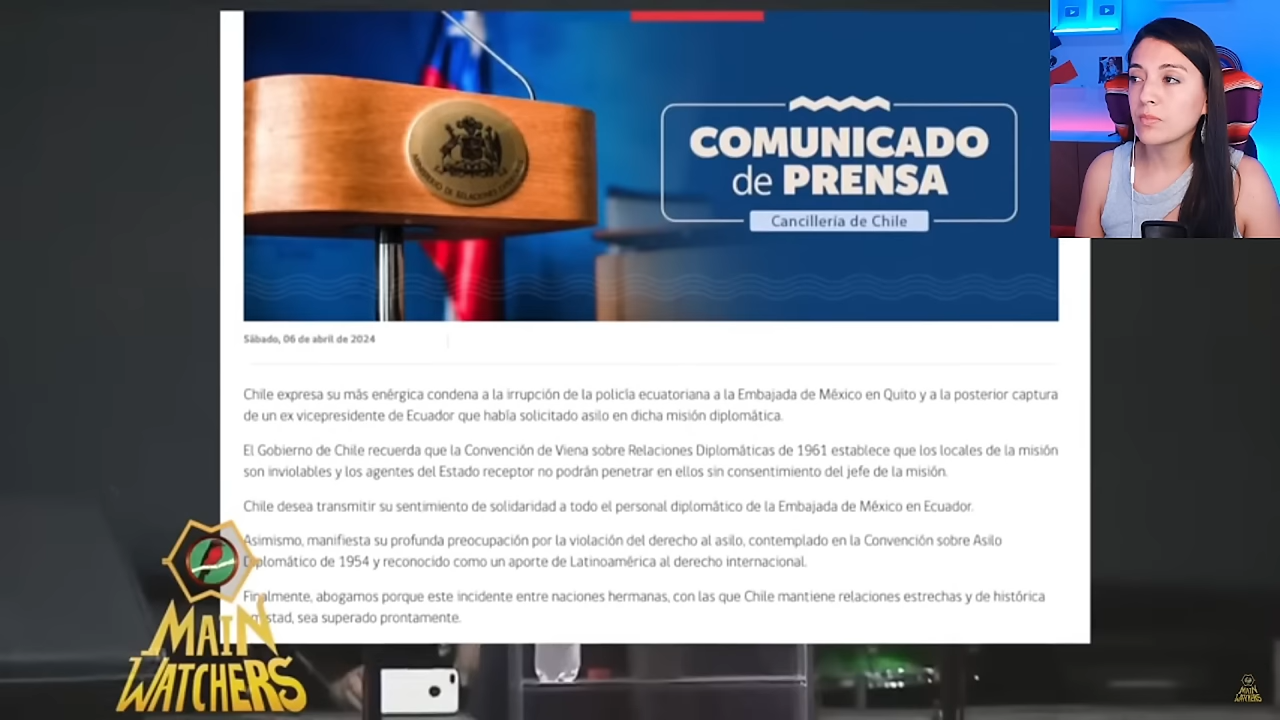 COMUNICADO
de PRENSA
Cancillería de Chile
Sábado, 06 de abril de 2024
Chile expresa su más enérgica condena a la irrupción de la policía ecuatoriana a la Embajada de México en Quito y a la posterior captura
de un ex vicepresidente de Ecuador que había solicitado asilo en dicha misión diplomática.
El Gobierno de Chile recuerda que la Convención de Viena sobre Relaciones Diplomáticas de 1961 establece que los locales de la misión
son inviolables y los agentes del Estado receptor no podrán penetrar en ellos sin consentimiento del jefe de la misión.
Chile desea transmitir su sentimiento de solidaridad a todo el personal diplomático de la Embajada de México en Ecuador.
Asimismo, manifiesta su profunda preocupación por la violación del derecho al asilo, contemplado en la Convención sobre Asilo
Diplomático de 1954 y reconocido como un aporte de Latinoamérica al derecho internacional.
Finalmente, abogamos porque este incidente entre naciones hermanas, con las que Chile mantiene relaciones estrechas y de histórica
amistad, sea superado prontamente.
MAIN
WATCHERS
MAIN
WATCHERS